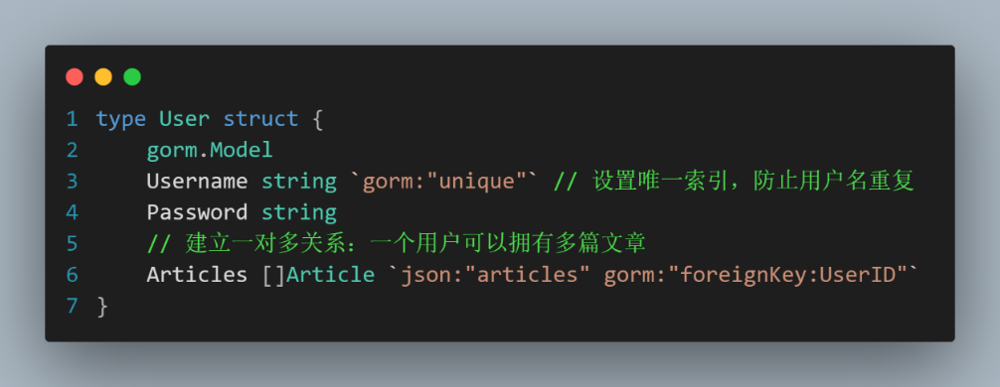 1 type User struct {
2     gorm.Model
3     Username string `gorm:"unique"` // 设置唯一索引，防止用户名重复
4     Password string
5     // 建立一对多关系：一个用户可以拥有多篇文章
6     Articles []Article `json:"articles" gorm:"foreignKey:UserID"`
7 }